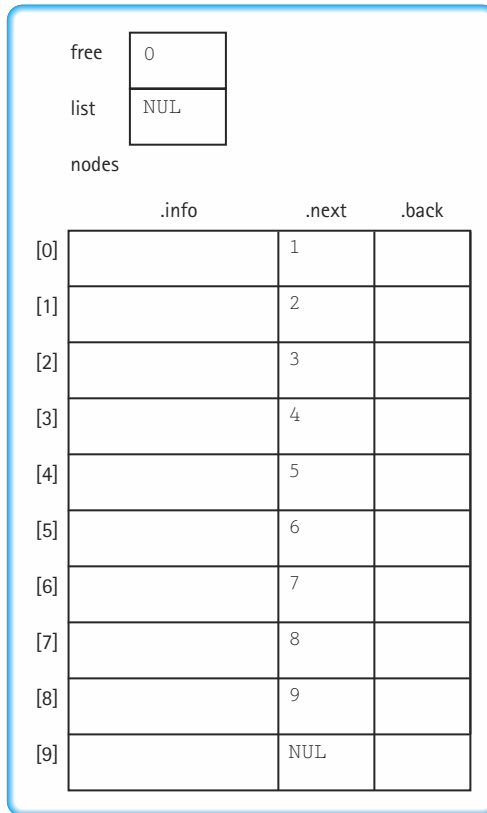 free 0
list NUL
nodes
.info .next .back
[0] 1
[1] 2
[2] 3
[3] 4
[4] 5
[5] 6
[6] 7
[7] 8
[8] 9
[9] NUL